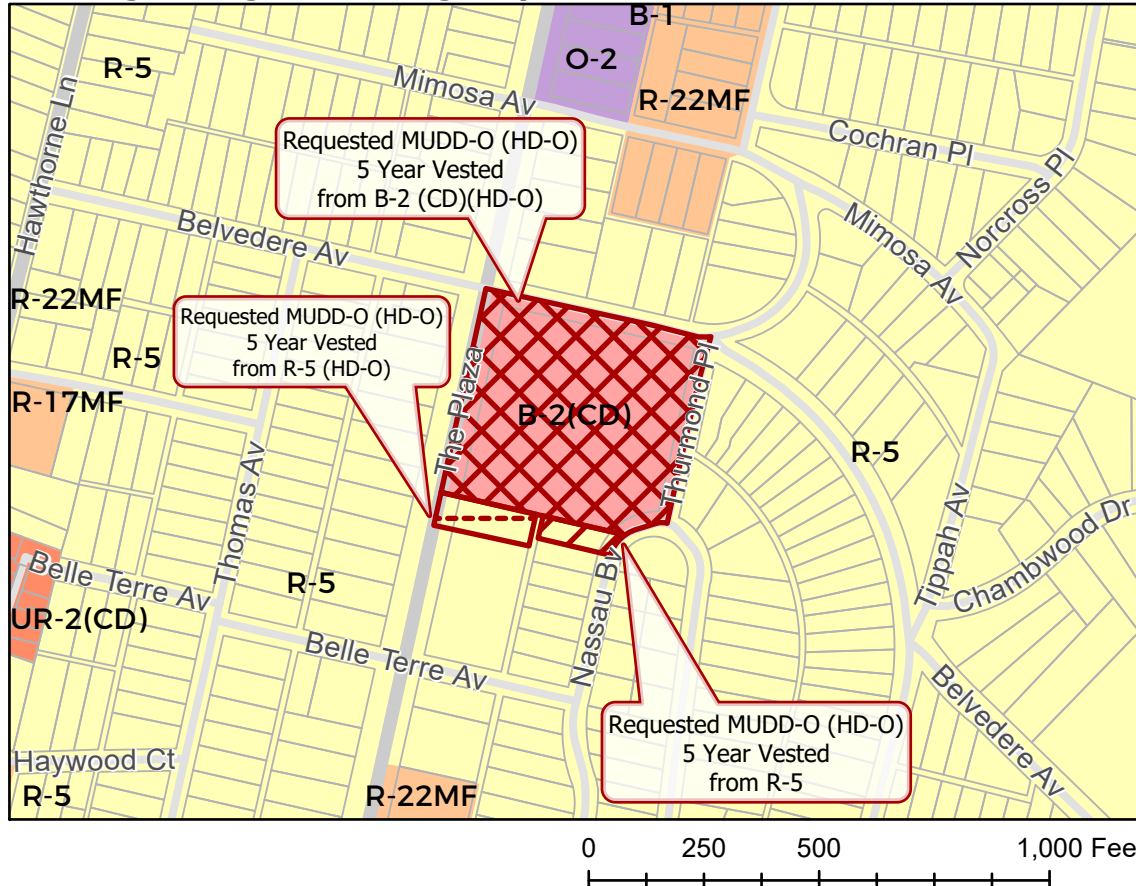 B-1
R-5
O-2
Hawthorne Ln
Mimosa Av
R-22MF
Cochran Pl
Norcross Pl
Requested MUDD-O (HD-O)
5 Year Vested
from B-2 (CD)(HD-O)
Belvedere Av
Mimosa Av
R-22MF
Requested MUDD-O (HD-O)
5 Year Vested
from R-5 (HD-O)
R-5
The Plaza
Thurmond Pl
R-17MF
B-2(CD)
R-5
Thomas Av
Tippah Av
Chambwood Dr
Belle Terre Av
R-5
UR-2(CD)
Nassau Bv
Belle Terre Av
Belvedere Av
Requested MUDD-O (HD-O)
5 Year Vested
from R-5
Haywood Ct
R-5
R-22MF
0 250 500 1,000 Fee